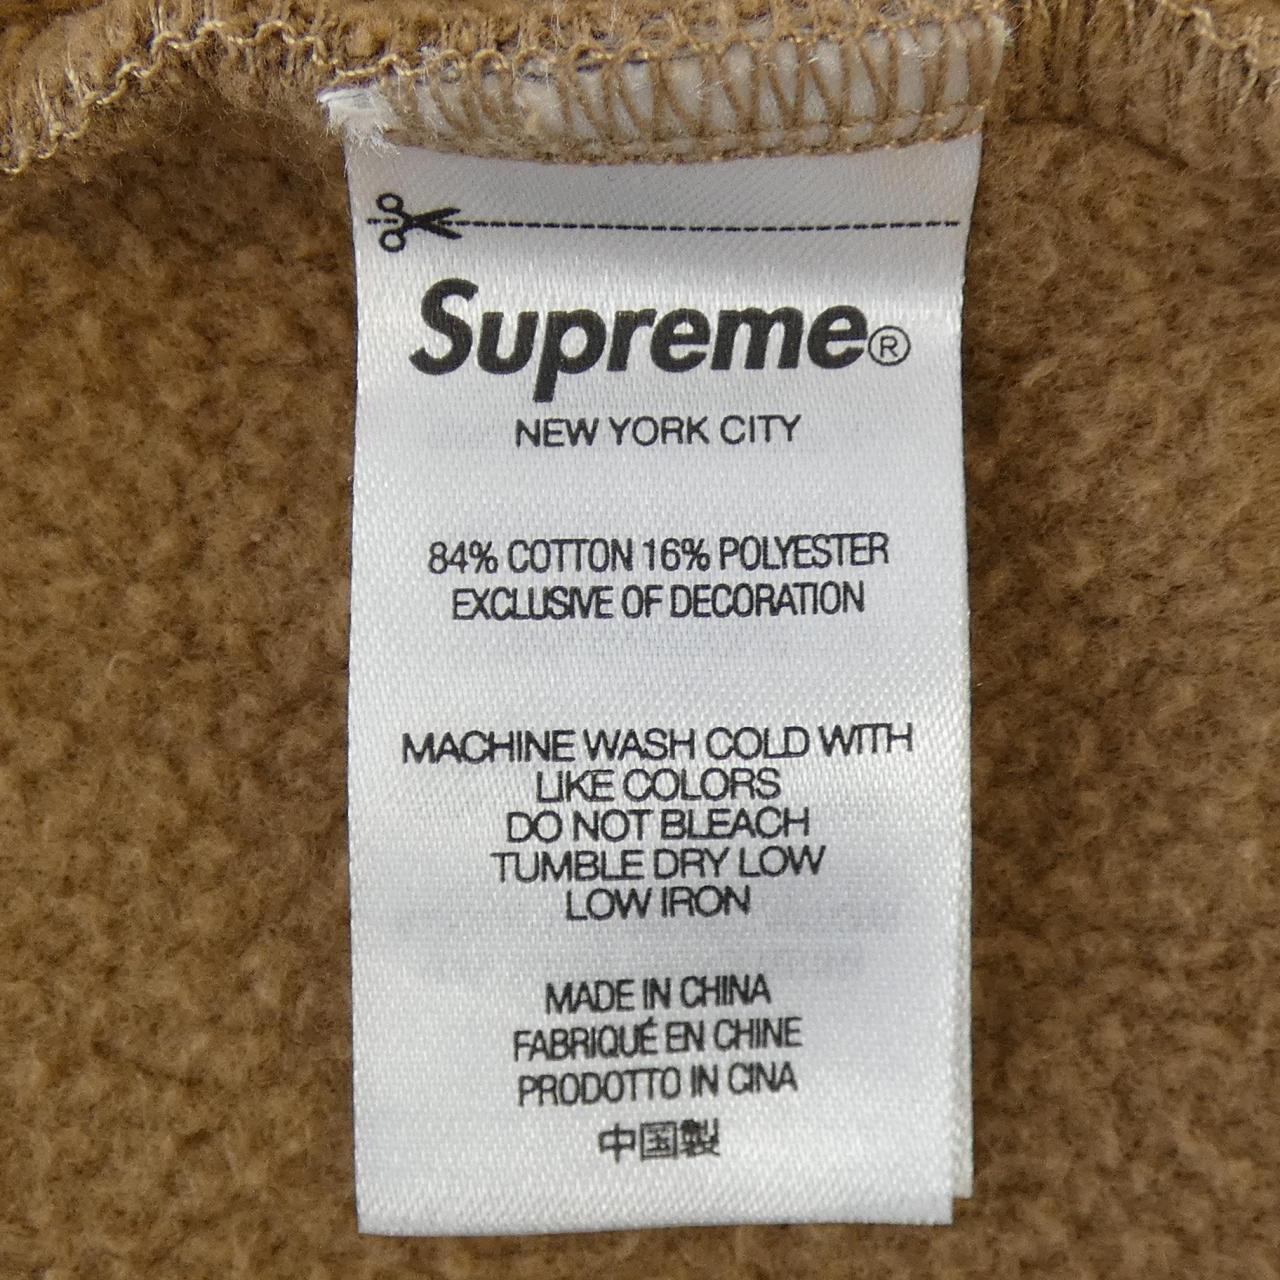 Supreme®
NEW YORK CITY
84% COTTON 16% POLYESTER
EXCLUSIVE OF DECORATION
MACHINE WASH COLD WITH
LIKE COLORS
DO NOT BLEACH
TUMBLE DRY LOW
LOW IRON
MADE IN CHINA
FABRIQUÉ EN CHINE
PRODOTTO IN CINA
中国製